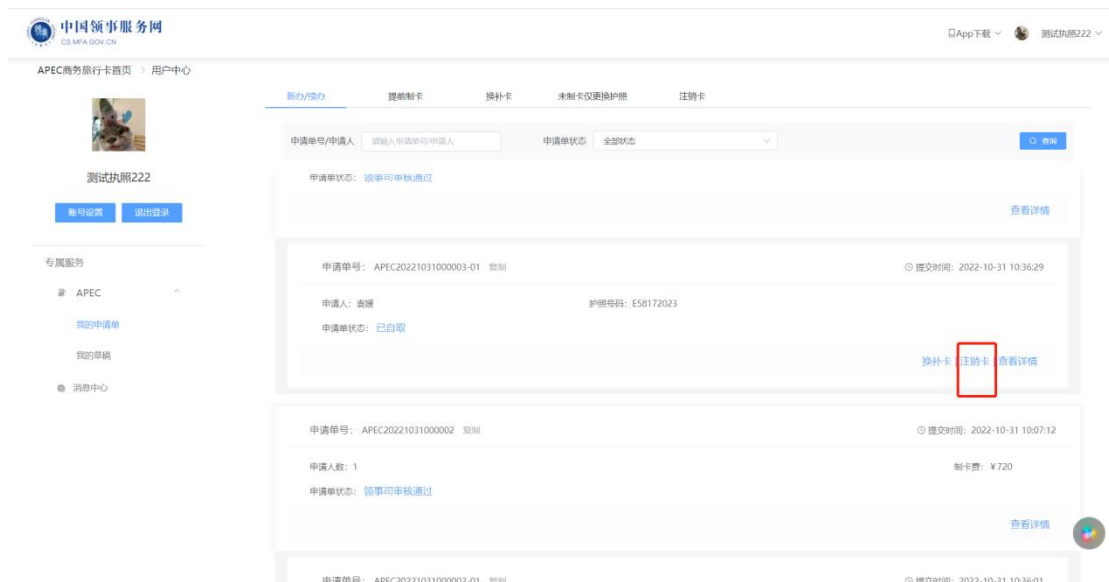 中国领事服务网
CS.MFA.GOV.CN
App下载 测试执照222
APEC商务旅行卡首页 > 用户中心
新办/续办 提前制卡 换补卡 未制卡仅更换护照 注销卡
申请单号/申请人 请输入申请单号/申请人 申请单状态 全部状态 查询
测试执照222
账号设置 退出登录
申请单状态: 领事司审核通过
查看详情
专属服务
APEC
我的申请单
我的草稿
消息中心
申请单号: APEC20221031000003-01 复制 提交时间: 2022-10-31 10:36:29
申请人: 袁媛 护照号码: E58172023
申请单状态: 已自取
换补卡 | 注销卡 | 查看详情
申请单号: APEC20221031000002 复制 提交时间: 2022-10-31 10:07:12
申请人数: 1 制卡费: ¥720
申请单状态: 领事司审核通过
查看详情
申请单号: APEC20221031000002-01 复制 提交时间: 2022-10-31 10:36:01